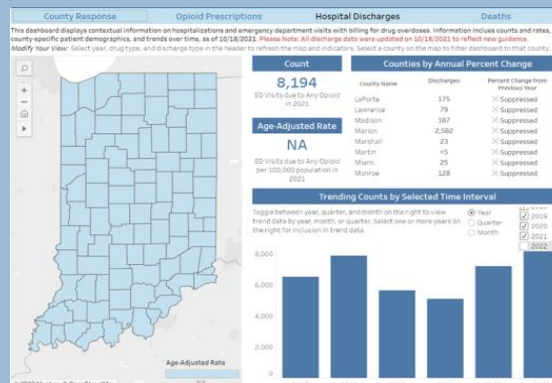 County Response Opioid Prescriptions Hospital Discharges Deaths
This dashboard displays contextual information on hospitalizations and emergency department visits with billing for drug overdoses. Information inclues counts and rates,
county-specific patient demographics, and trends over time, as of 10/18/2021. Please Note: All discharge data were updated on 10/18/2021 to reflect new guidance.
Modify Your View: Select year, drug type, and discharge type in the header to refresh the map and indicators. Select a county on the map to filter dashboard to that county.
Count
8,194
ED Visits due to Any Opioid
in 2021
Age-Adjusted Rate
NA
ED Visits due to Any Opioid
per 100,000 population in
2021
Counties by Annual Percent Change
County Name Discharges Percent Change from
Previous Year
LaPorte 175 Suppressed
Lawrence 79 Suppressed
Madison 187 Suppressed
Marion 2,582 Suppressed
Marshall 23 Suppressed
Martin <5 Suppressed
Miami 25 Suppressed
Monroe 128 Suppressed
Trending Counts by Selected Time Interval
Toggle between year, quarter, and month on the right to view
trend data by year, month, or quarter. Select one or more years on
the right for inclusion in trend data.
Year
Quarter
Month
2019
2020
2021
2022
8,000
6,000
4,000
2,000
0
Age-Adjusted Rate